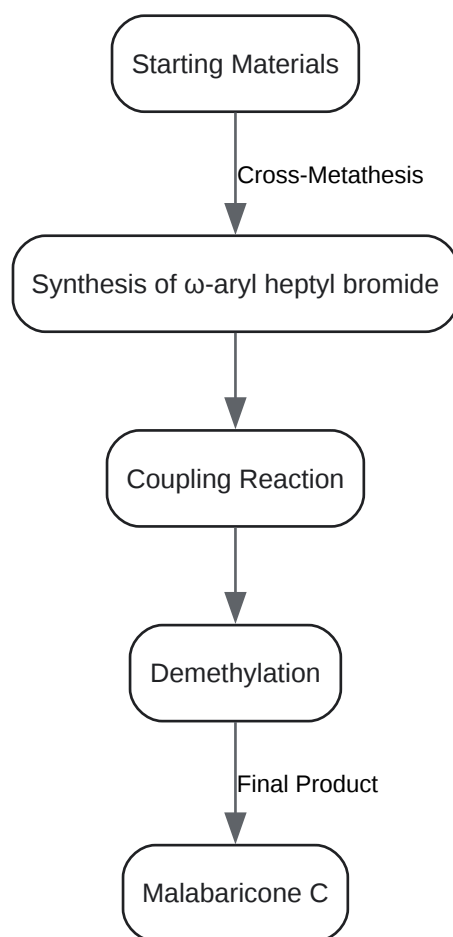 Starting Materials
Cross-Metathesis
Synthesis of ω-aryl heptyl bromide
Coupling Reaction
Demethylation
Final Product
Malabaricone C